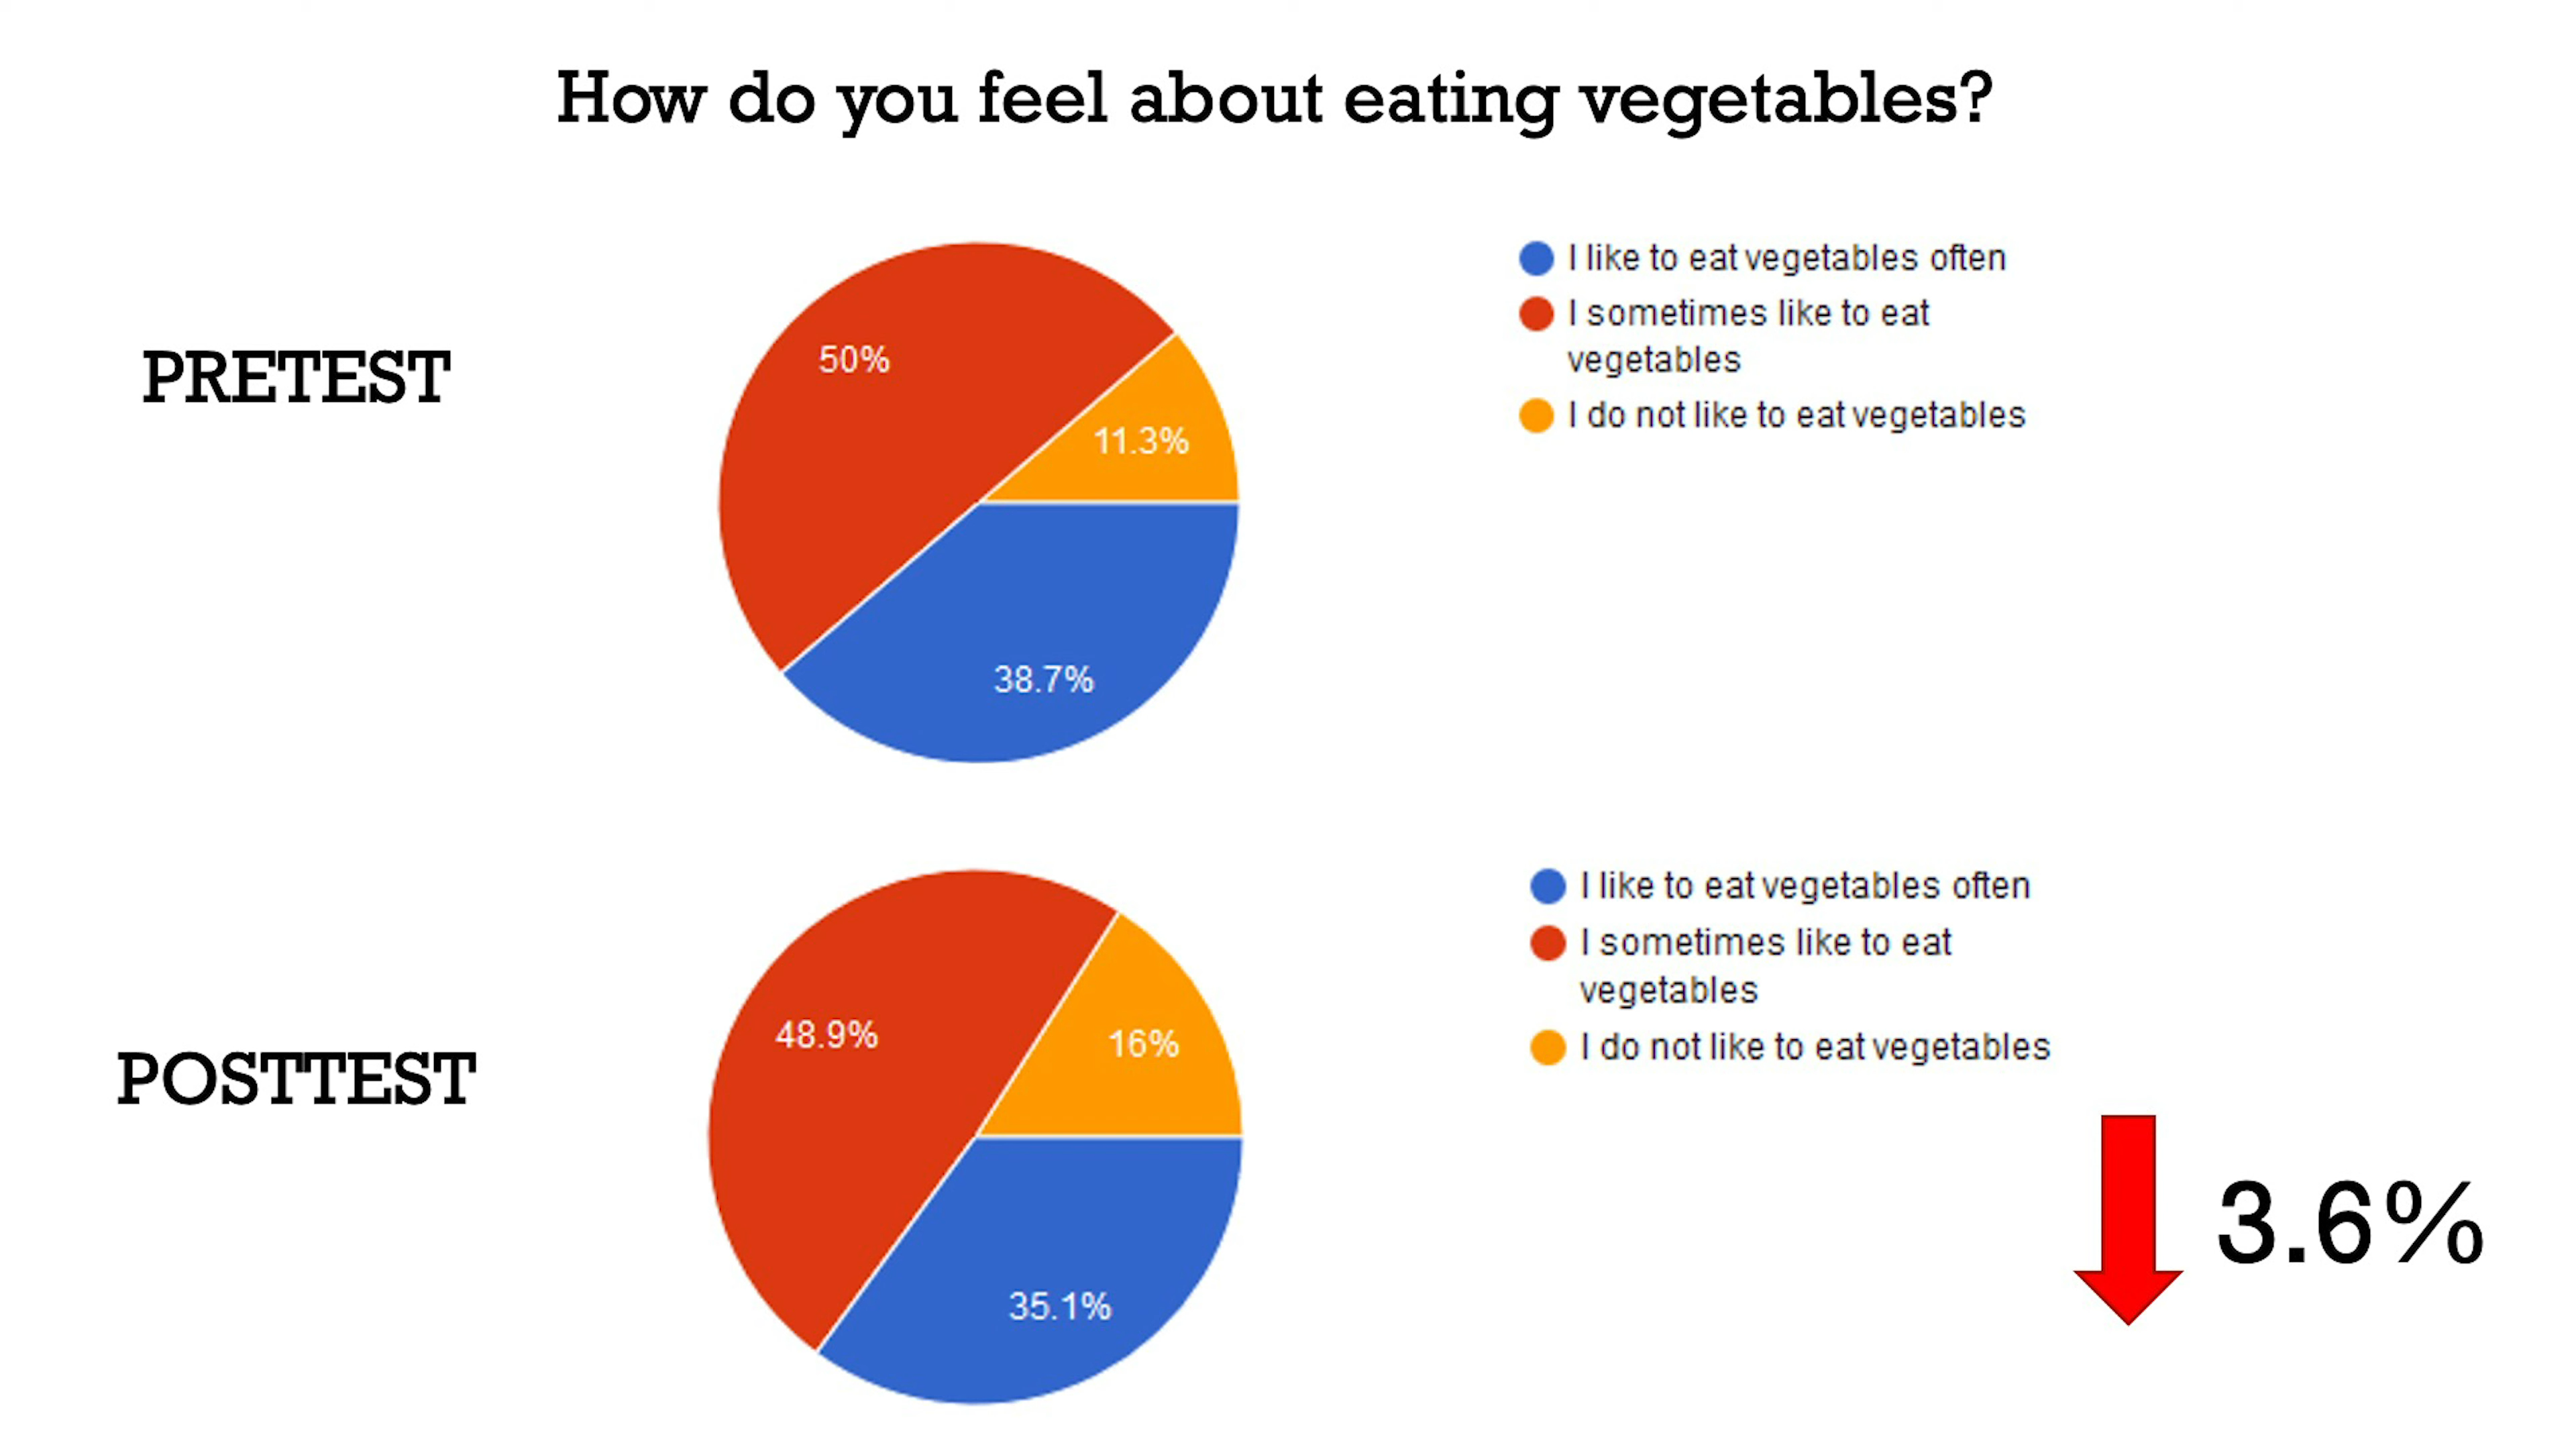 How do you feel about eating vegetables?
PRETEST
50%
11.3%
38.7%
I like to eat vegetables often
I sometimes like to eat
vegetables
I do not like to eat vegetables
POSTTEST
48.9%
16%
35.1%
I like to eat vegetables often
I sometimes like to eat
vegetables
I do not like to eat vegetables
3.6%